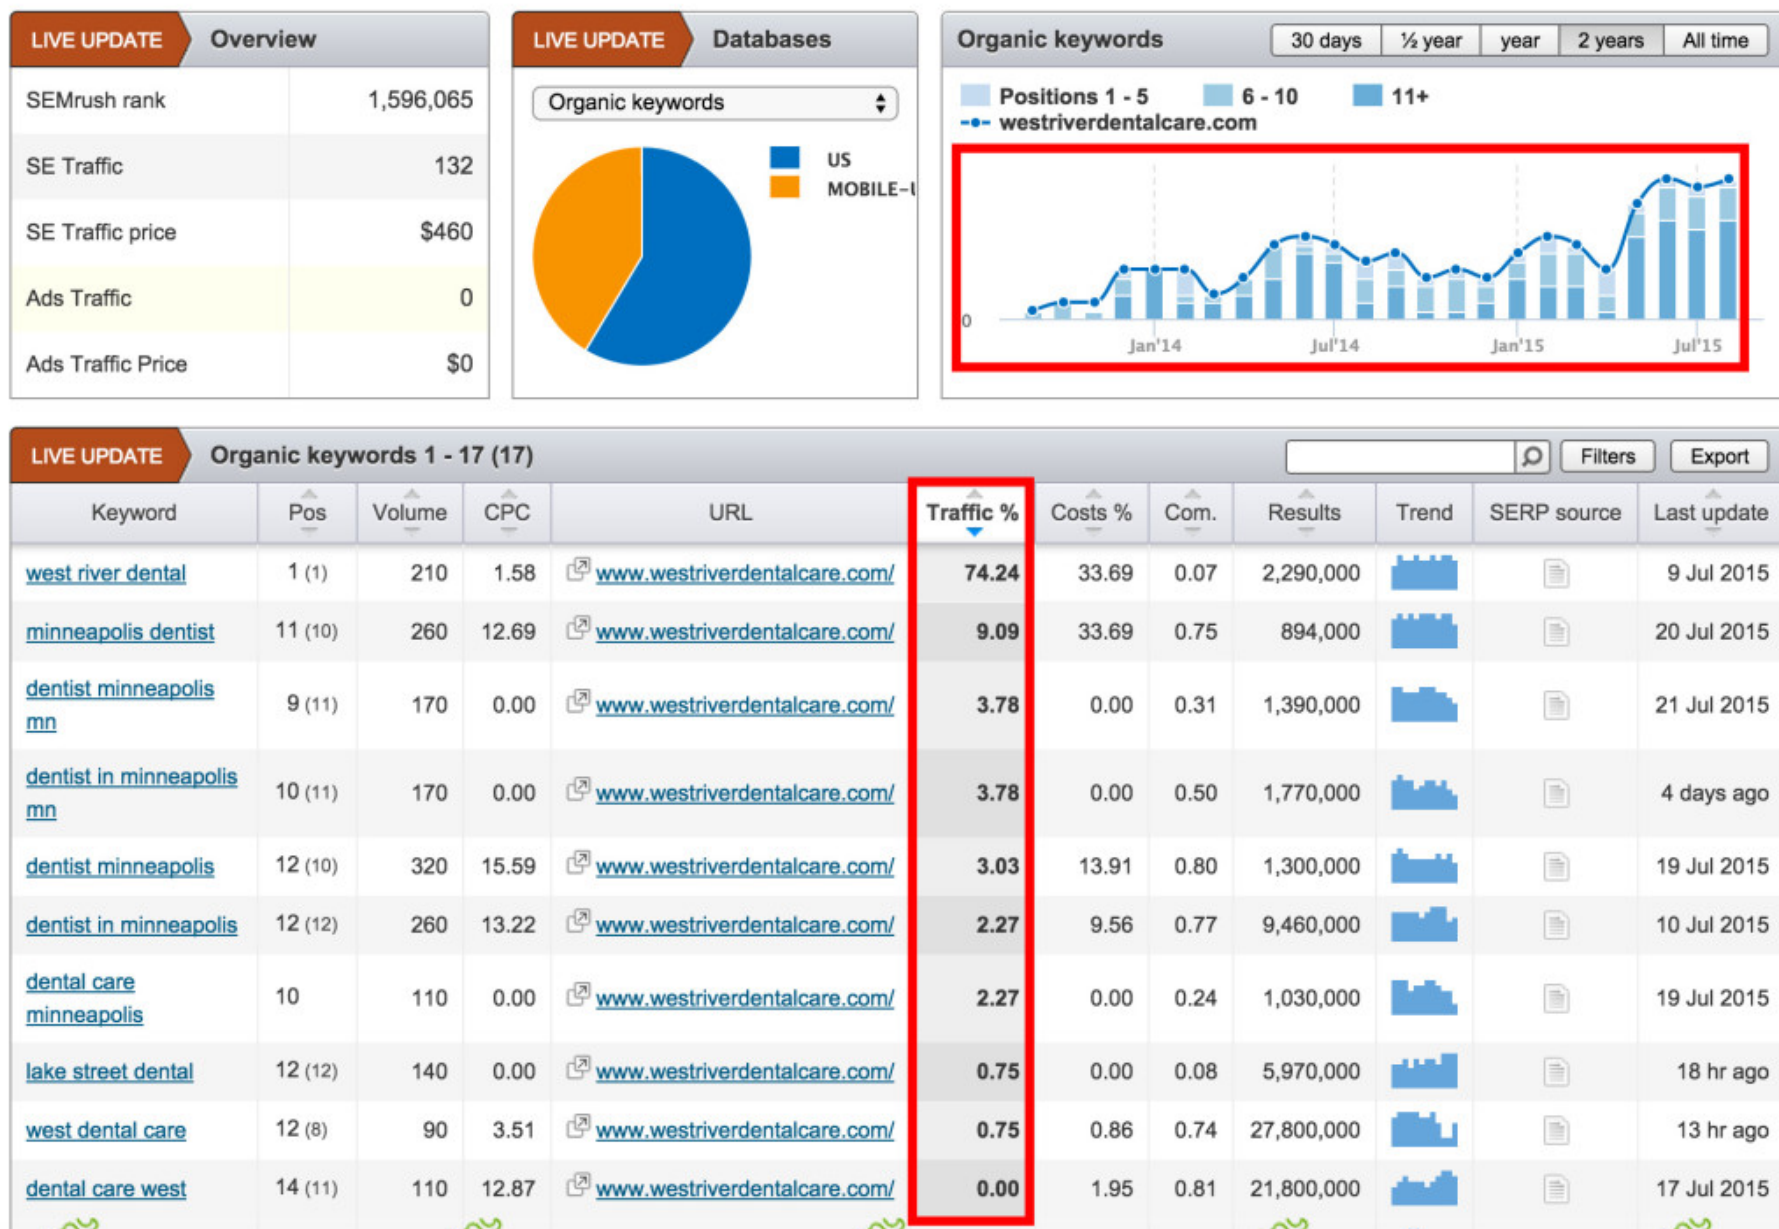 LIVE UPDATE Overview
SEMrush rank 1,596,065
SE Traffic 132
SE Traffic price $460
Ads Traffic 0
Ads Traffic Price $0
LIVE UPDATE Databases
Organic keywords
US
MOBILE-U
Organic keywords 30 days ½ year year 2 years All time
Positions 1 - 5 6 - 10 11+
westriverdentalcare.com
0
Jan'14 Jul'14 Jan'15 Jul'15
LIVE UPDATE Organic keywords 1 - 17 (17) Filters Export
Keyword Pos Volume CPC URL Traffic % Costs % Com. Results Trend SERP source Last update
west river dental 1 (1) 210 1.58 www.westriverdentalcare.com/ 74.24 33.69 0.07 2,290,000 9 Jul 2015
minneapolis dentist 11 (10) 260 12.69 www.westriverdentalcare.com/ 9.09 33.69 0.75 894,000 20 Jul 2015
dentist minneapolis
mn 9 (11) 170 0.00 www.westriverdentalcare.com/ 3.78 0.00 0.31 1,390,000 21 Jul 2015
dentist in minneapolis
mn 10 (11) 170 0.00 www.westriverdentalcare.com/ 3.78 0.00 0.50 1,770,000 4 days ago
dentist minneapolis 12 (10) 320 15.59 www.westriverdentalcare.com/ 3.03 13.91 0.80 1,300,000 19 Jul 2015
dentist in minneapolis 12 (12) 260 13.22 www.westriverdentalcare.com/ 2.27 9.56 0.77 9,460,000 10 Jul 2015
dental care
minneapolis 10 110 0.00 www.westriverdentalcare.com/ 2.27 0.00 0.24 1,030,000 19 Jul 2015
lake street dental 12 (12) 140 0.00 www.westriverdentalcare.com/ 0.75 0.00 0.08 5,970,000 18 hr ago
west dental care 12 (8) 90 3.51 www.westriverdentalcare.com/ 0.75 0.86 0.74 27,800,000 13 hr ago
dental care west 14 (11) 110 12.87 www.westriverdentalcare.com/ 0.00 1.95 0.81 21,800,000 17 Jul 2015